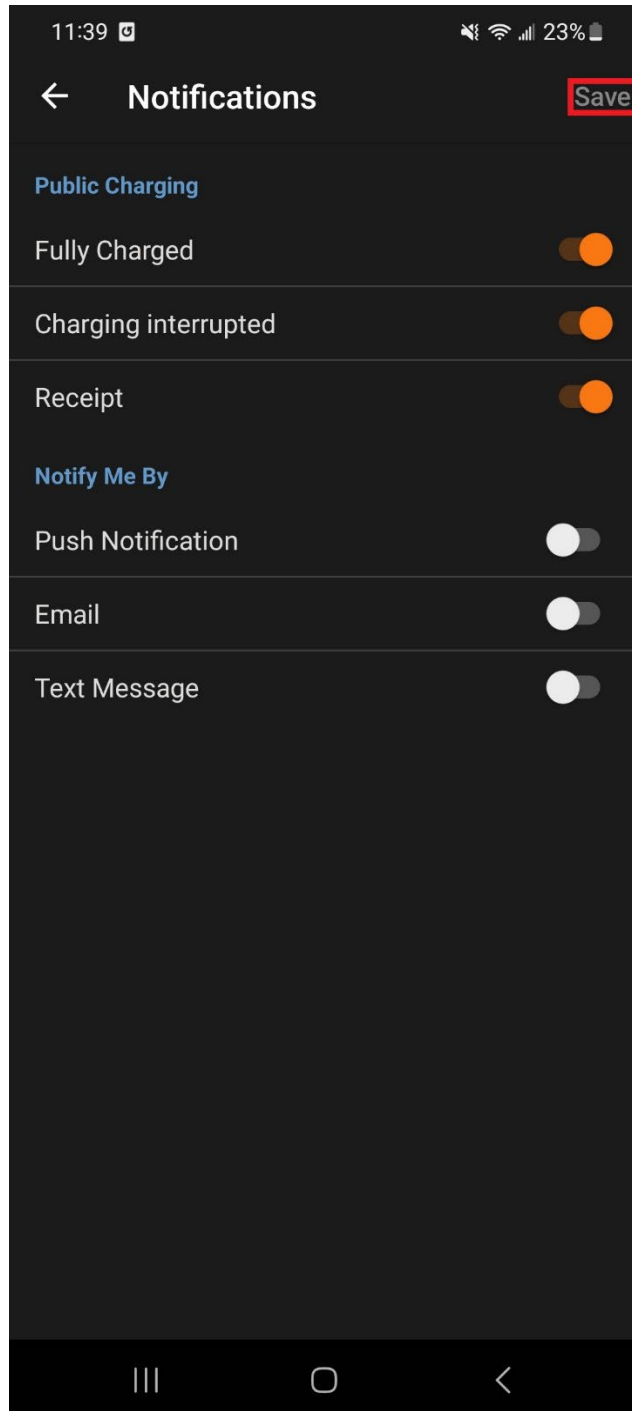 11:39 23%
Notifications Save
Public Charging
Fully Charged
Charging interrupted
Receipt
Notify Me By
Push Notification
Email
Text Message